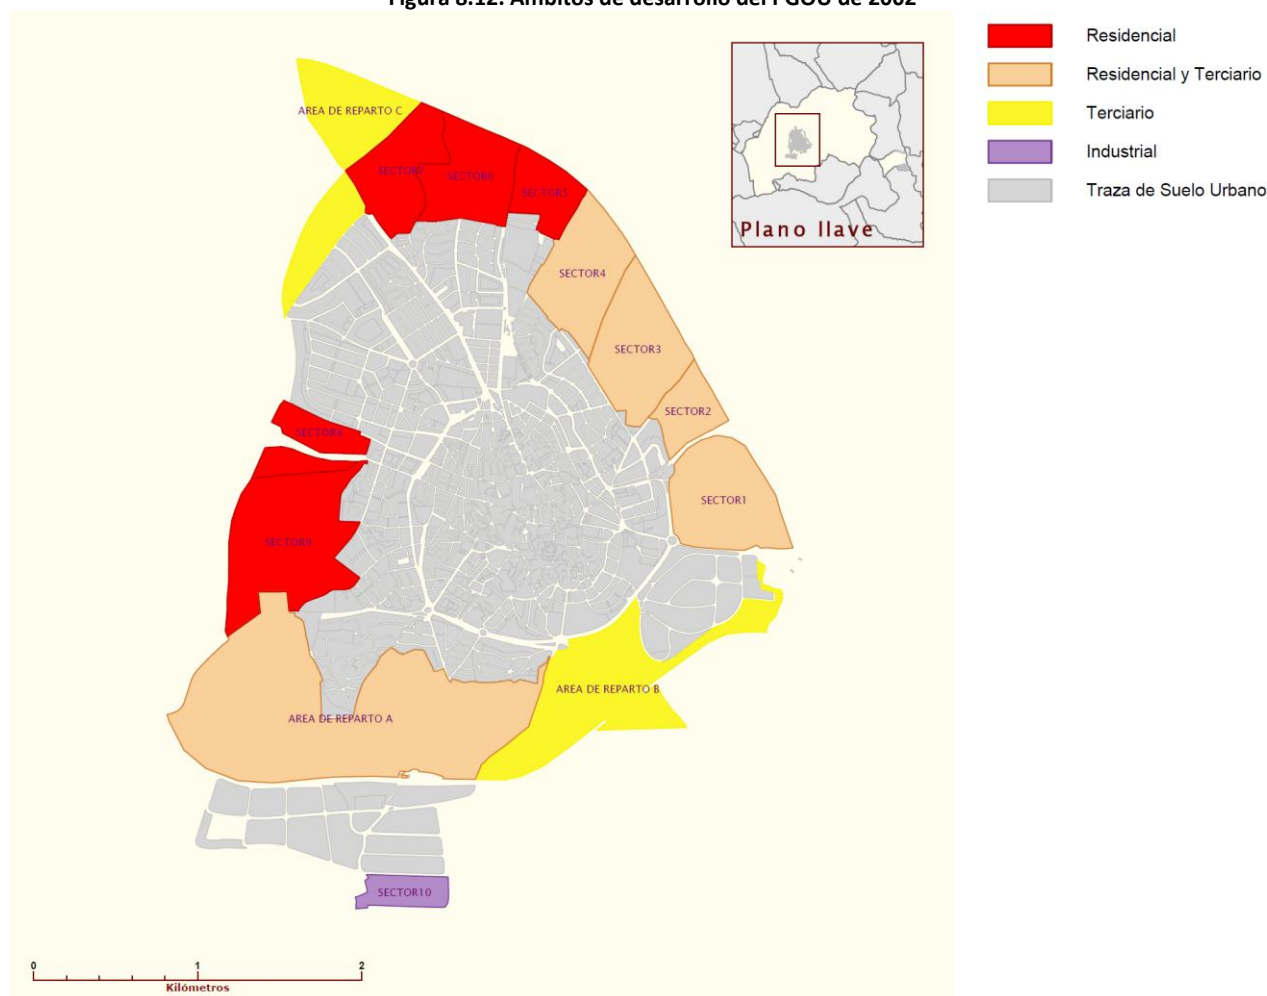 Figura 8.12. Ámbitos de desarrollo del PGOU de 2002
Residencial
Residencial y Terciario
Terciario
Industrial
Traza de Suelo Urbano
Plano llave
AREA DE REPARTO C
SECTOR7
SECTOR6
SECTOR5
SECTOR4
SECTOR3
SECTOR2
SECTOR1
SECTOR8
SECTOR9
AREA DE REPARTO B
AREA DE REPARTO A
SECTOR10
0 1 2
Kilómetros